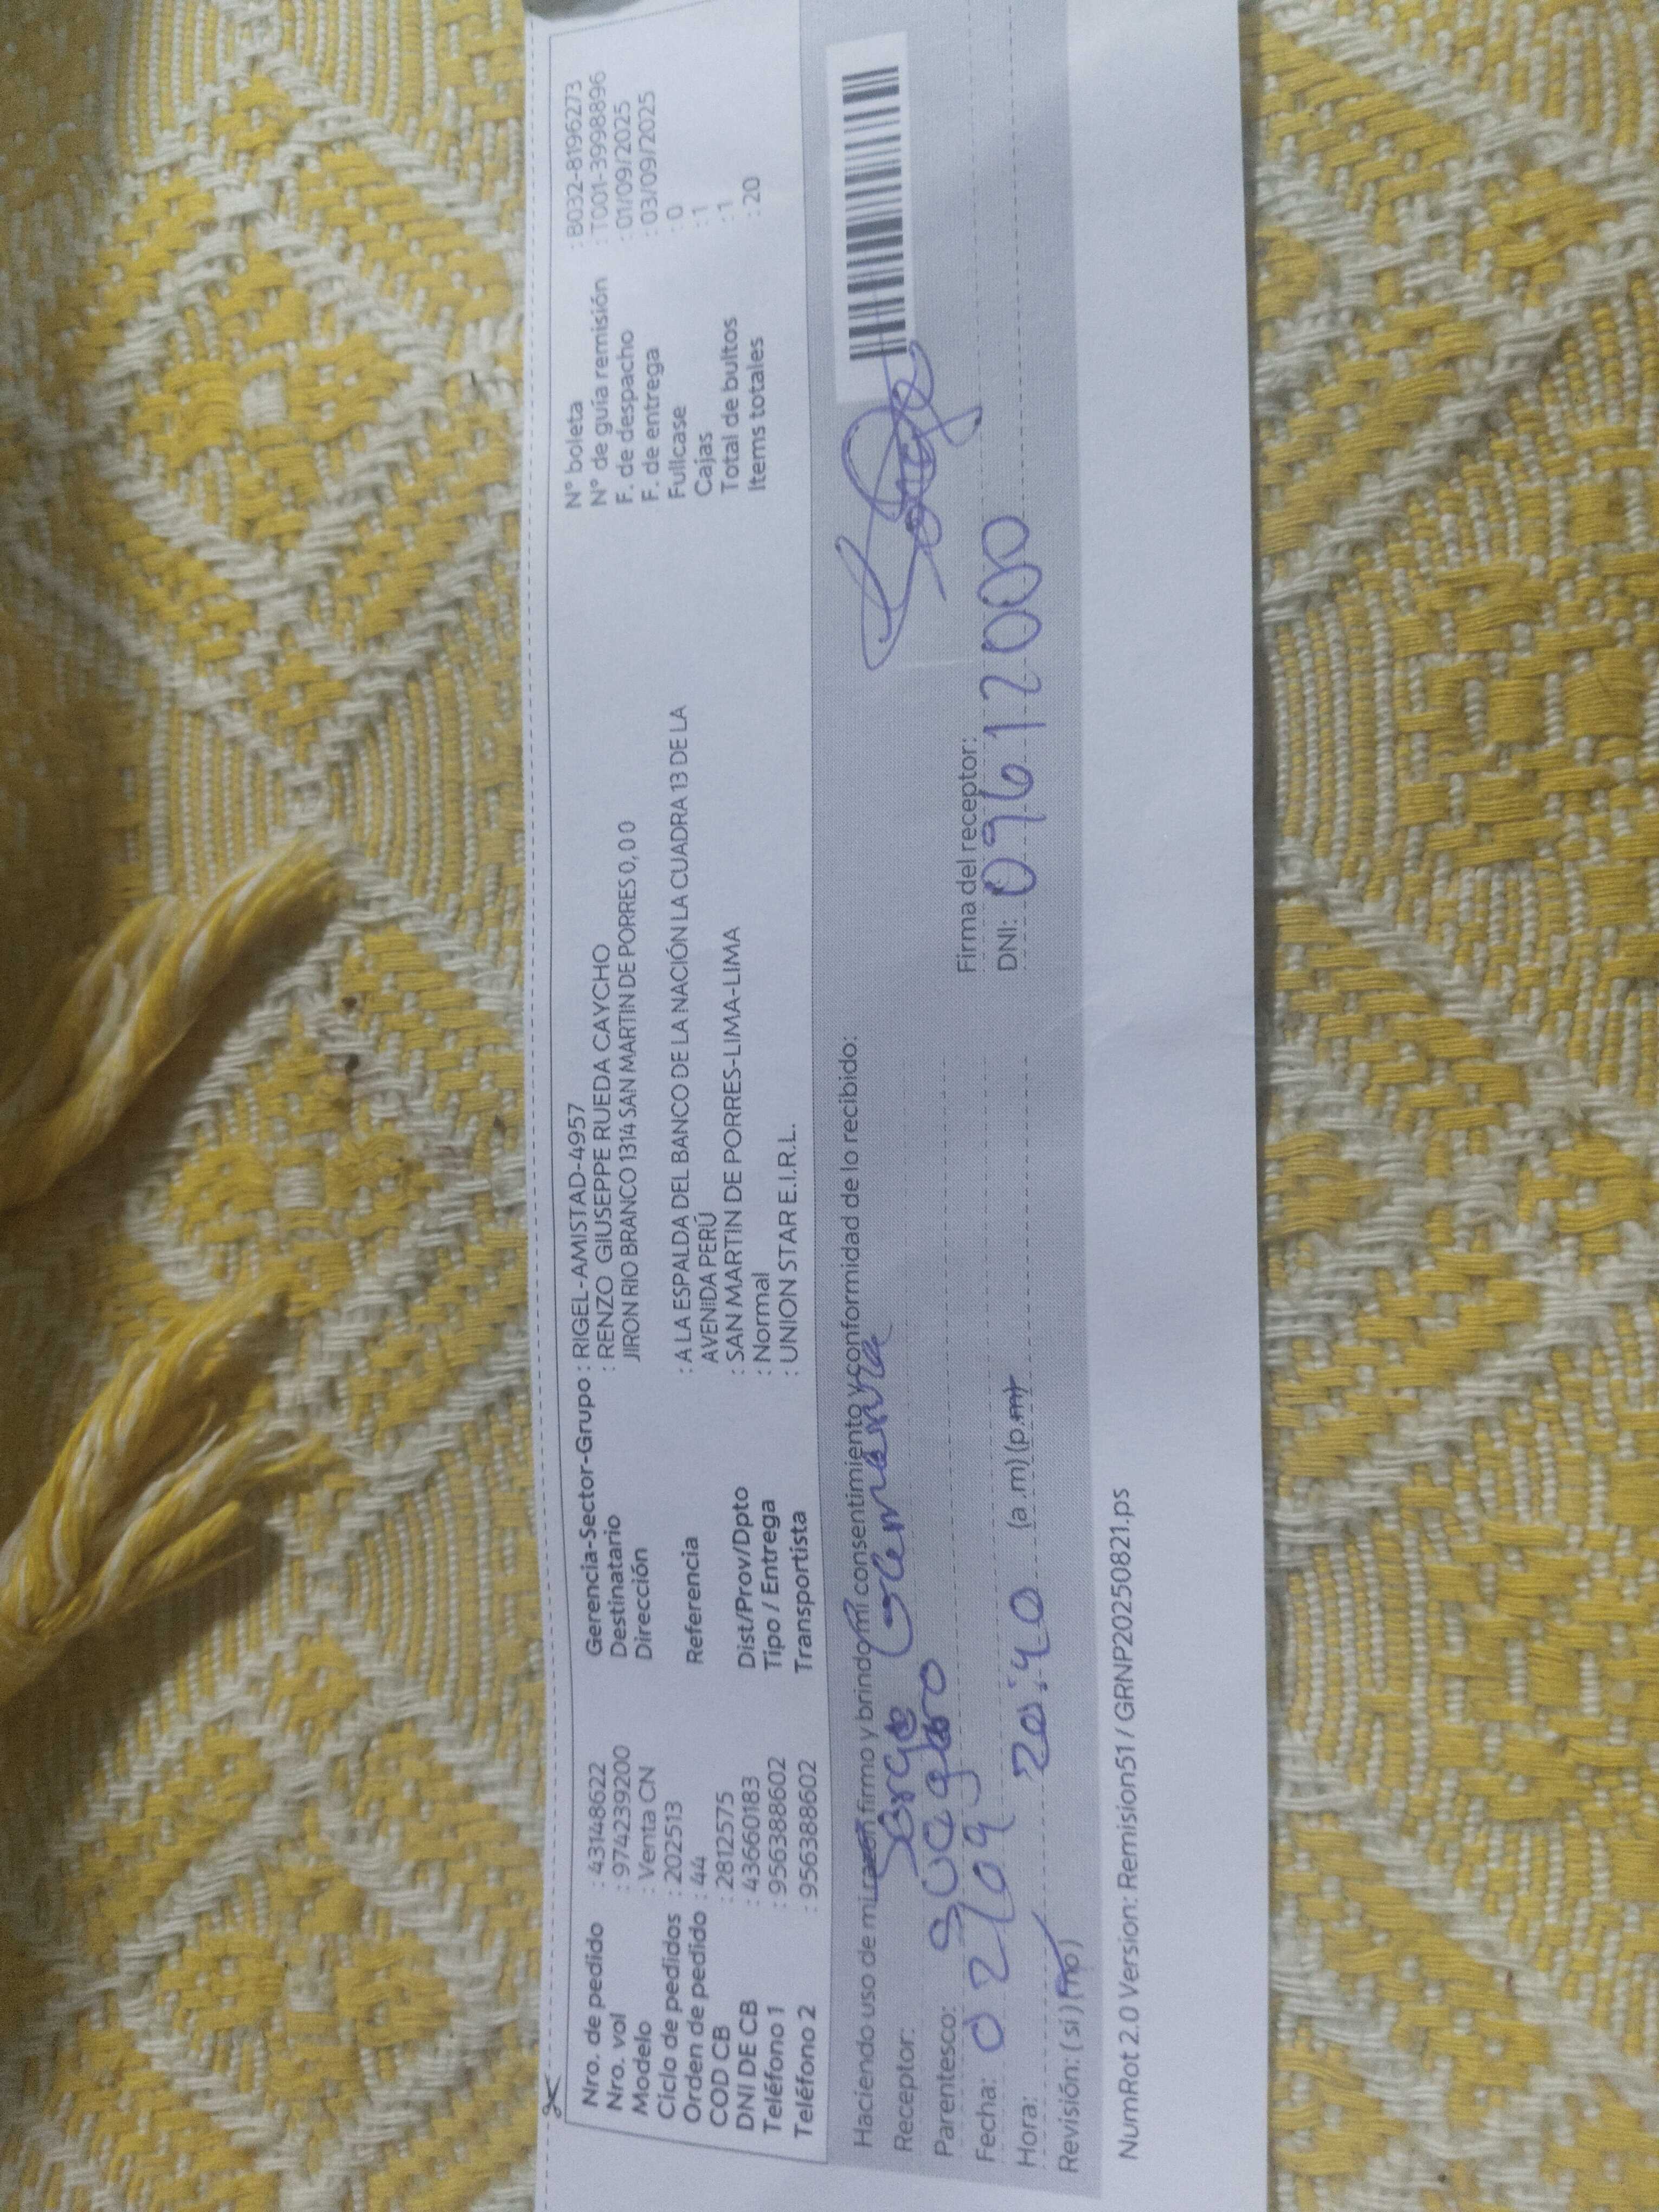 Nro. de pedido : 43148622
Nro. vol : 974239200
Modelo : Venta CN
Ciclo de pedidos : 202513
Orden de pedido : 44
COD CB : 2812575
DNI DE CB : 43660183
Teléfono 1 : 956388602
Teléfono 2 : 956388602
Gerencia-Sector-Grupo : RIGEL-AMISTAD-4957
Destinatario : RENZO GIUSEPPE RUEDA CAYCHO
Dirección JIRON RIO BRANCO 1314 SAN MARTIN DE PORRES 0, 0 0
Referencia : A LA ESPALDA DEL BANCO DE LA NACIÓN LA CUADRA 13 DE LA
AVENIDA PERÚ
Dist/Prov/Dpto : SAN MARTIN DE PORRES-LIMA-LIMA
Tipo / Entrega : Normal
Transportista : UNION STAR E.I.R.L.
N° boleta : B032-8196273
N° de guía remisión : T001-3998896
F. de despacho : 01/09/2025
F. de entrega : 03/09/2025
Fullcase : 0
Cajas : 1
Total de bultos : 1
Items totales : 20
Haciendo uso de mi razón firmo y brindo mi consentimiento y conformidad de lo recibido:
Receptor: Jorge
Parentesco: Suegro
Fecha: 02/09
Hora: 20:40 (a.m) (p.m)
Revisión: ( si ) ( no )
Firma del receptor:
DNI: 09612000
NumRot 2.0 Version: Remision51 / GRNP20250821.ps